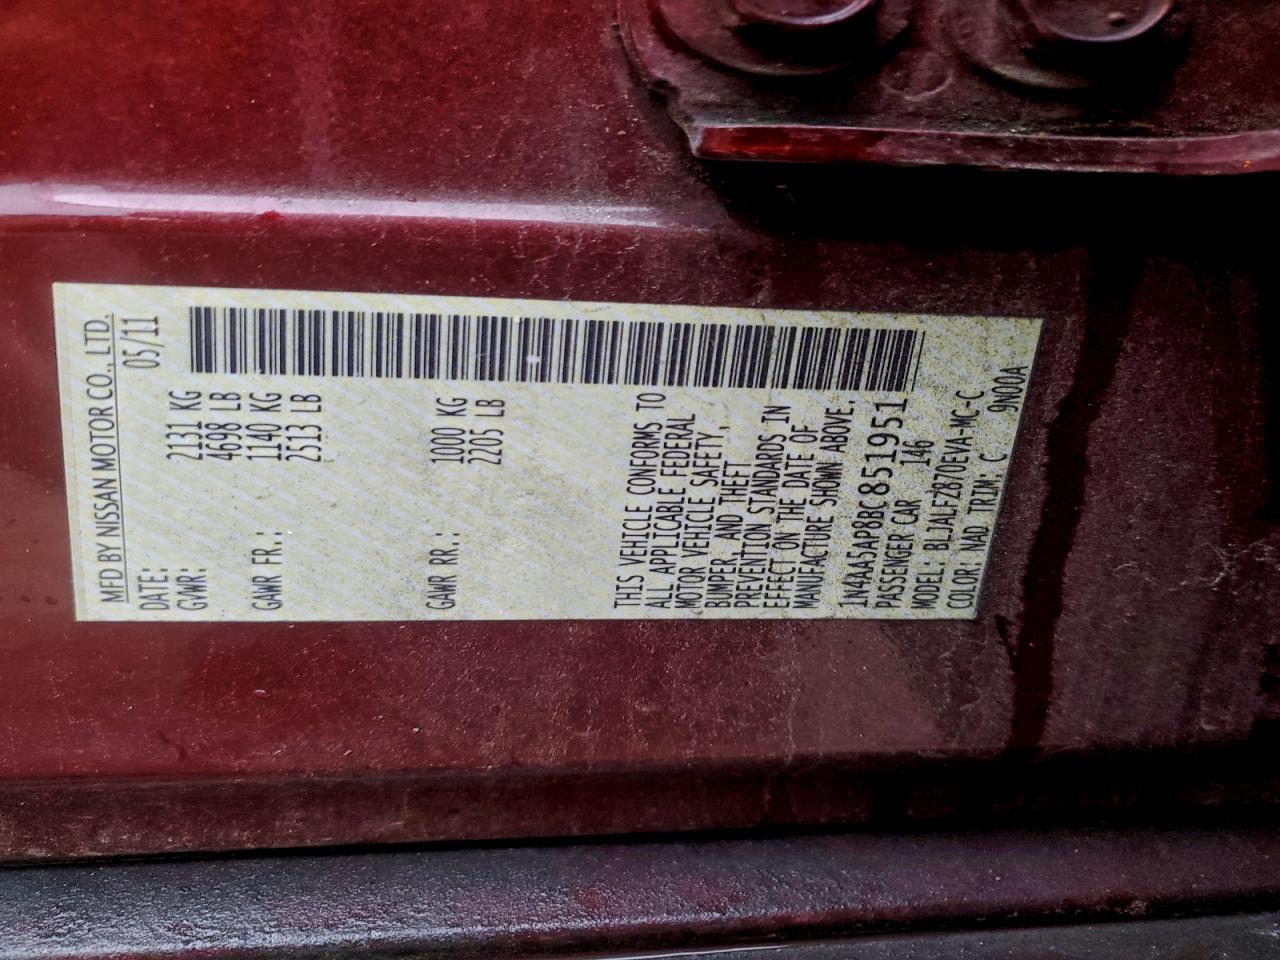 MFD BY NISSAN MOTOR CO., LTD.
DATE: 05/11
GVWR: 2131 KG
4698 LB
GAWR FR.: 1140 KG
2513 LB
GAWR RR.: 1000 KG
2205 LB
THIS VEHICLE CONFORMS TO
ALL APPLICABLE FEDERAL
MOTOR VEHICLE SAFETY,
BUMPER, AND THEFT
PREVENTION STANDARDS IN
EFFECT ON THE DATE OF
MANUFACTURE SHOWN ABOVE.
1N4AA5AP8BC851951
PASSENGER CAR 146
MODEL: BLJALFZ870EVA-MC-C
COLOR: NAD TRIM: C 9N00A